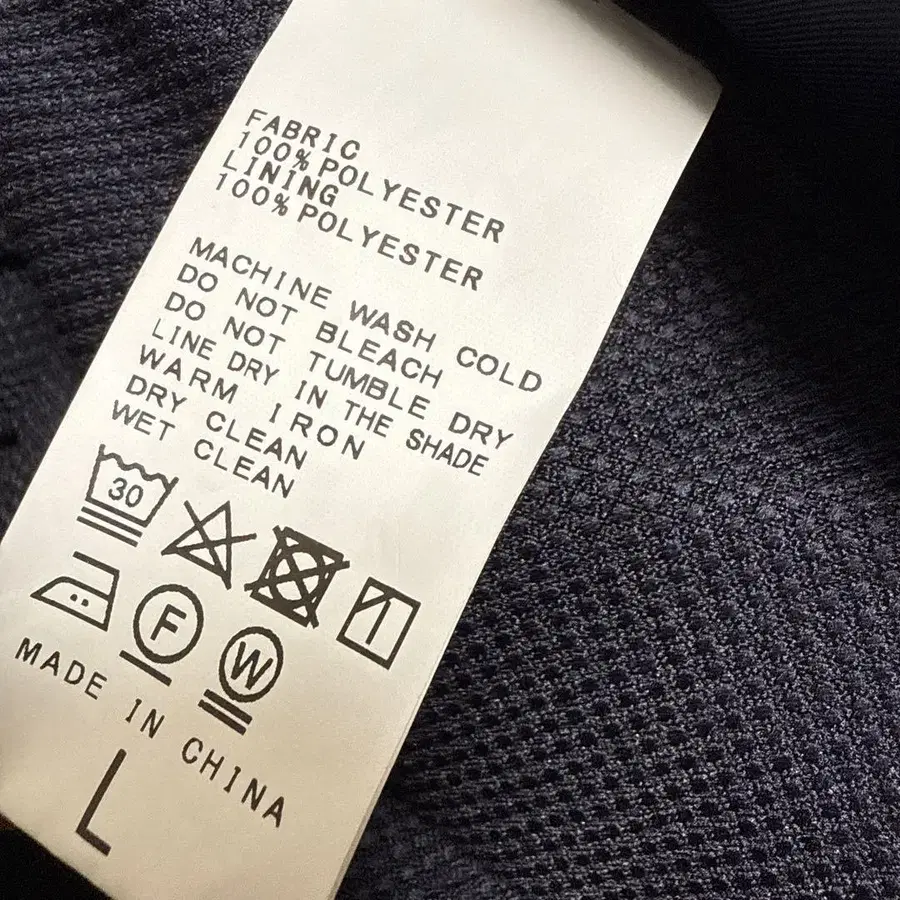 FABRIC
100% POLYESTER
LINING
100% POLYESTER
MACHINE WASH COLD
DO NOT BLEACH
DO NOT TUMBLE DRY
LINE DRY IN THE SHADE
WARM IRON
DRY CLEAN
WET CLEAN
30
F
W
MADE IN CHINA
L